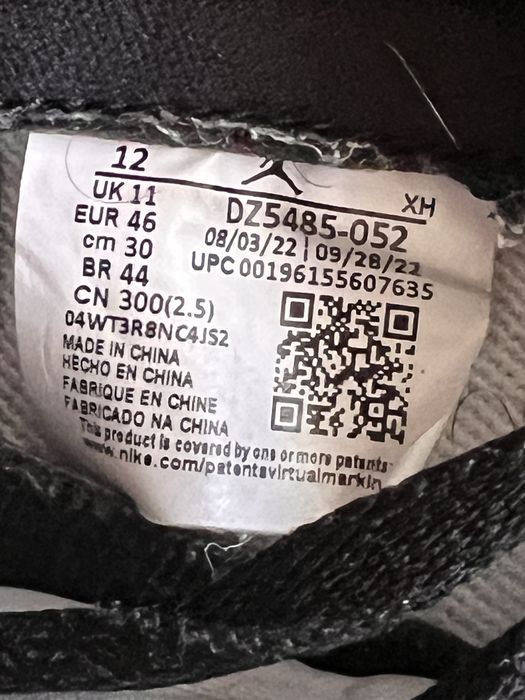 12
XH
UK 11
EUR 46
cm 30
BR 44
CN 300(2.5)
DZ5485-052
08/03/22 | 09/28/22
UPC 00196155607635
04WT3R8NC4JS2
MADE IN CHINA
HECHO EN CHINA
FABRIQUE EN CHINE
FABRICADO NA CHINA
This product is covered by one or more patents-
www.nike.com/patentsvirtualmarkin